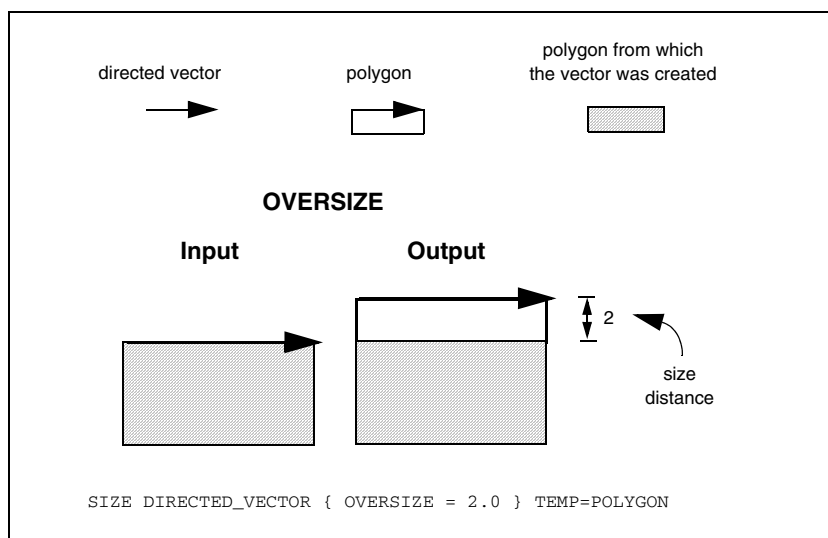 directed vector
polygon
polygon from which
the vector was created
OVERSIZE
Input
Output
2
size
distance
SIZE DIRECTED_VECTOR { OVERSIZE = 2.0 } TEMP=POLYGON